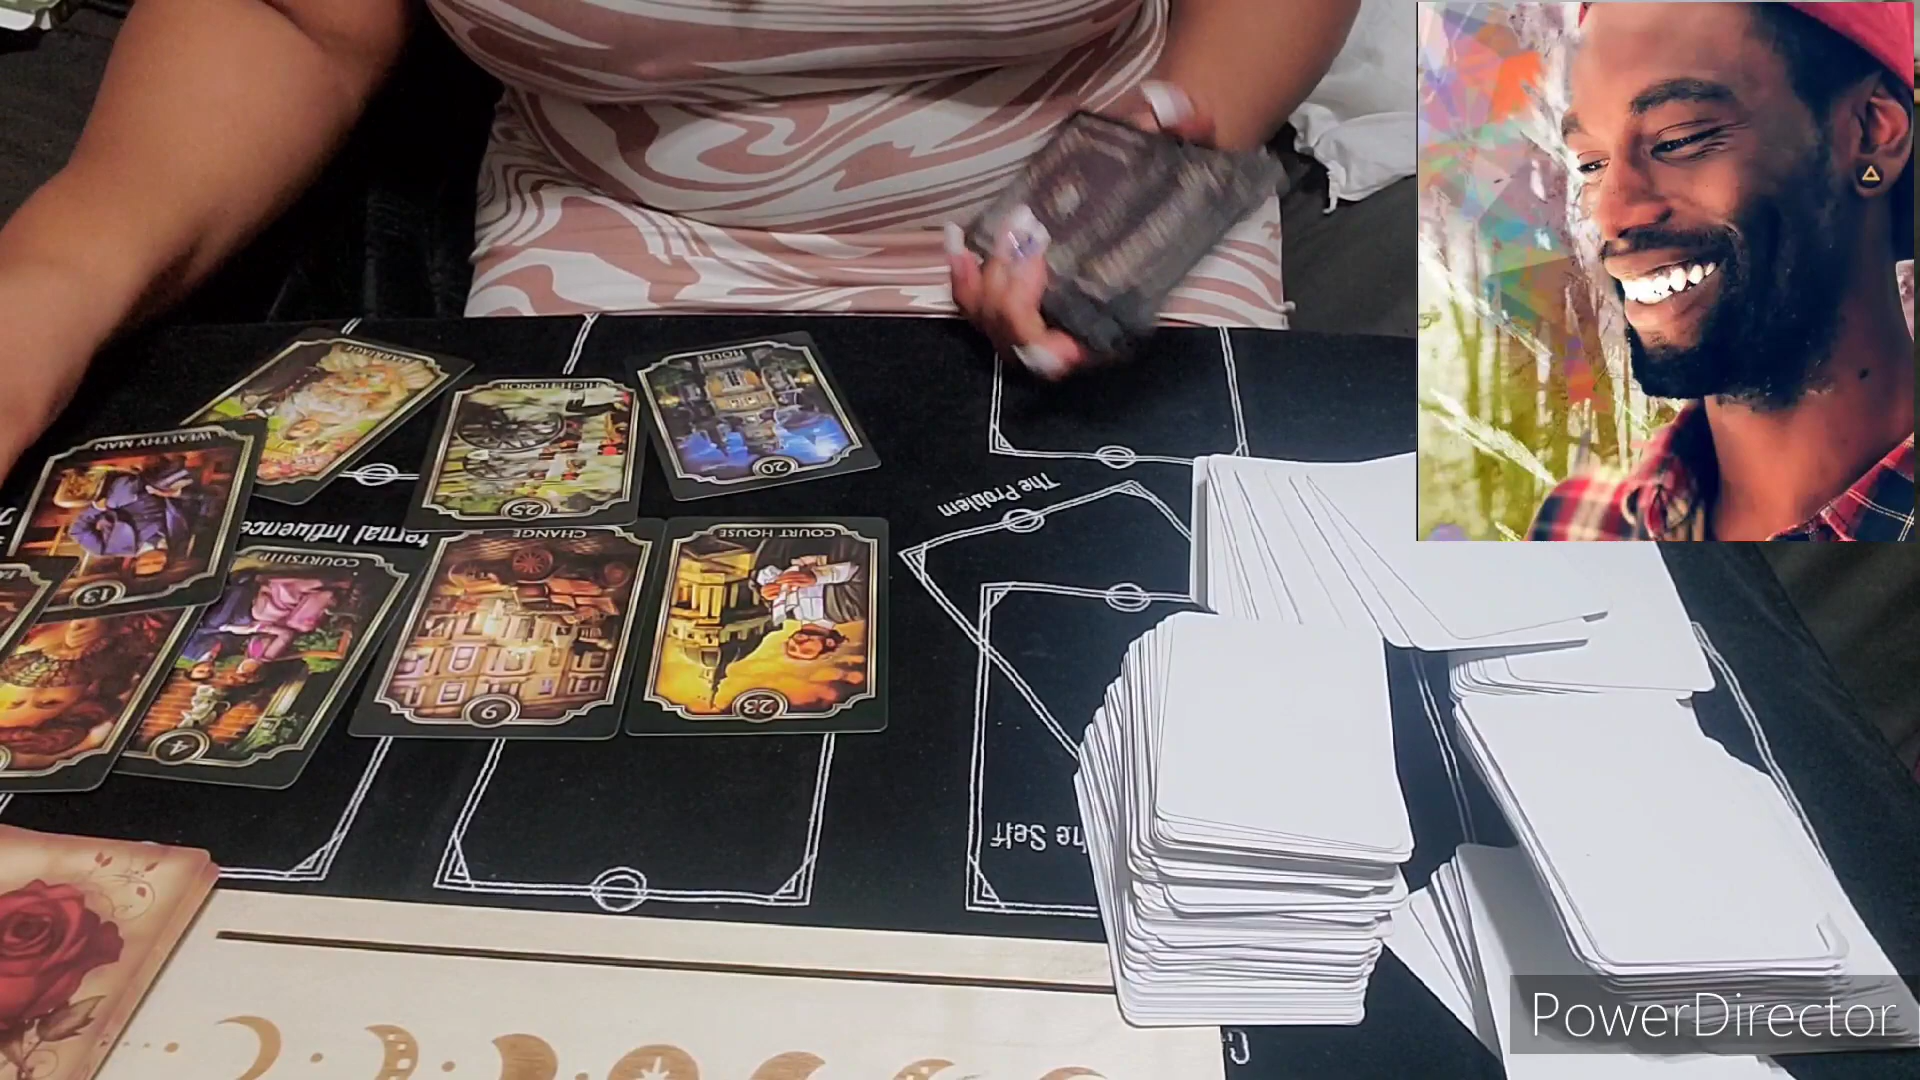 MARRIAGE
HIGH HONOR
25
HOUSE
20
WEALTHY MAN
13
COURTSHIP
4
CHANGE
9
COURT HOUSE
23
ternal Influence
The Problem
he Self
PowerDirector